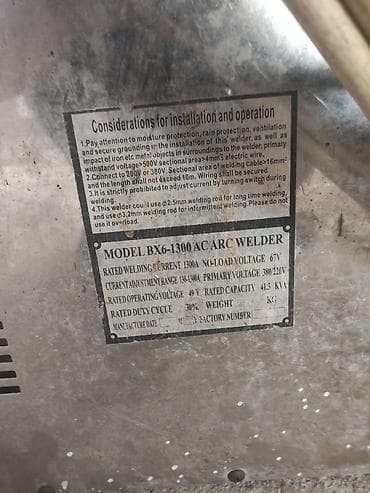 Considerations for installation and operation
1.Pay attention to moisture protection, rain protection, ventilation
and secure grounding in the installation of this welder, as well as
impact of iron etc metal objects in surroundings to the welder, primary
withstand voltage>500V sectional area>4mm² electric wire.
2.Connect to 200V or 380V. Sectional area of welding cable>16mm²
and the length shall not exceed 10m. Wiring shall be secured
3.It is strictly prohibited to adjust current by turning switch during
welding.
4.This welder could use ∅2.5mm welding rod for long time welding,
and use ∅3.2mm welding rod for intermitted welding. Please do not
use it overload.
MODEL BX6-1300 AC ARC WELDER
RATED WELDING CURRENT 1300A NO-LOAD VOLTAGE 67V
CURRENT ADJUSTMENT RANGE 130-1300A PRIMARY VOLTAGE 380/220V
RATED OPERATING VOLTAGE 49 V RATED CAPACITY 41.3 KVA
RATED DUTY CYCLE 30% WEIGHT KG
MANUFACTURE DATE FACTORY NUMBER